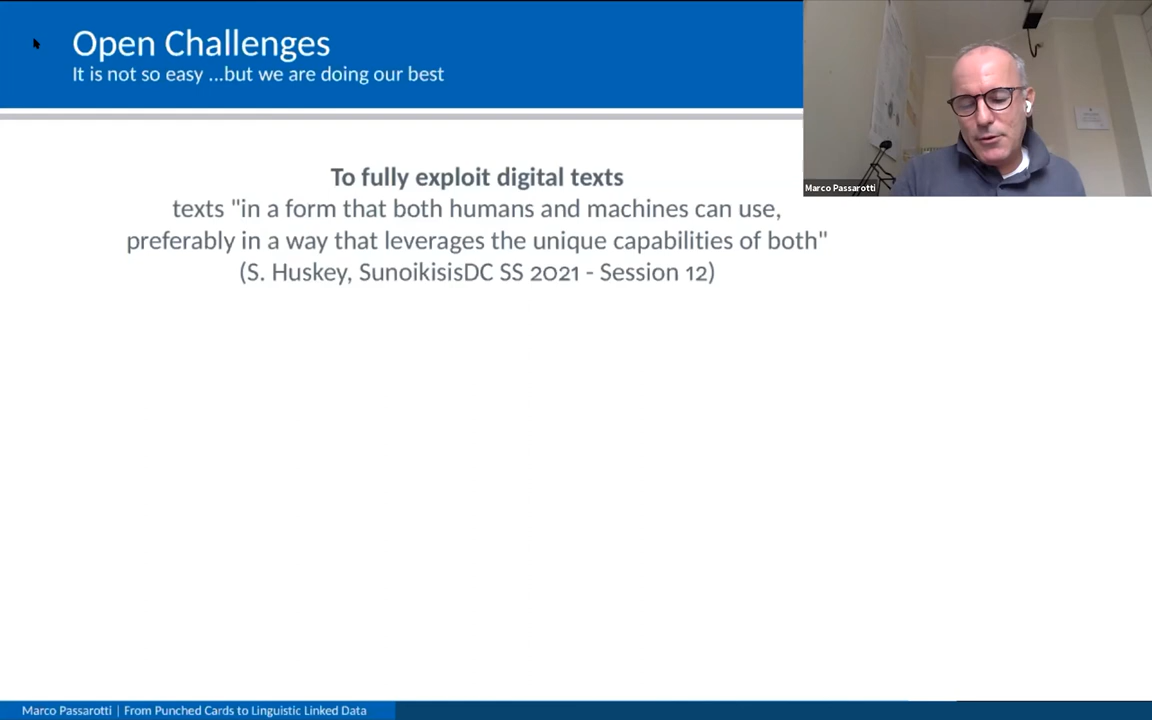 Open Challenges
It is not so easy ...but we are doing our best
To fully exploit digital texts
texts "in a form that both humans and machines can use,
preferably in a way that leverages the unique capabilities of both"
(S. Huskey, SunoikisisDC SS 2021 - Session 12)
Marco Passarotti
Marco Passarotti | From Punched Cards to Linguistic Linked Data